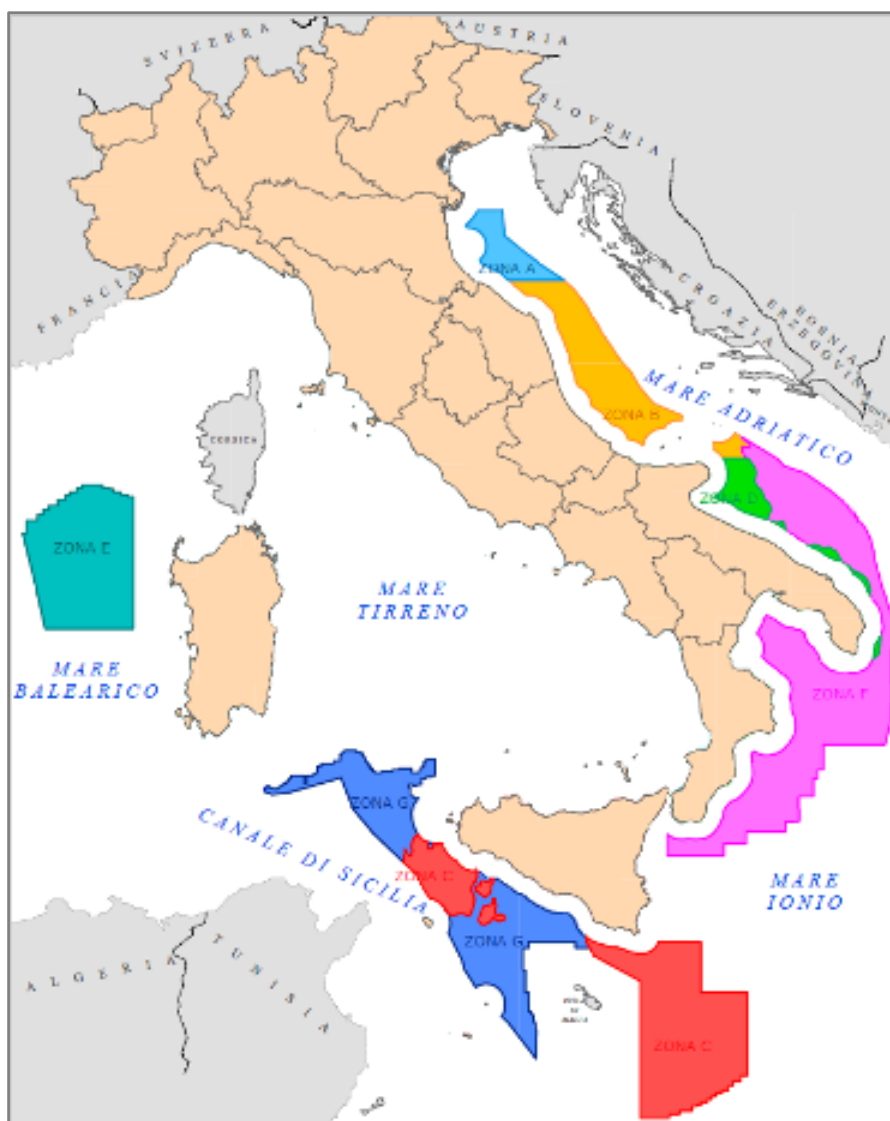 SVIZZERA
AUSTRIA
SLOVENIA
FRANCIA
CROAZIA
BOSNIA
ERZEGOVINA
ZONA A
ZONA B
MARE ADRIATICO
CORSICA
ZONA D
ZONA E
MARE
TIRRENO
MARE
BALEARICO
ZONA F
ZONA G
CANALE DI SICILIA
ZONA C
ZONA G
MARE
IONIO
ALGERIA
TUNISIA
ZONA C